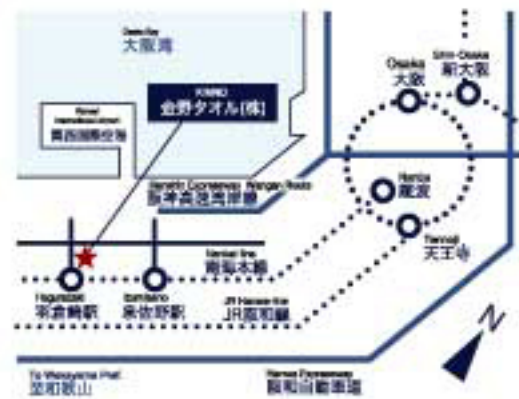 Osaka Bay
大阪湾
Osaka
大阪
Shin-Osaka
新大阪
KINNO
金野タオル(株)
Kansai
International Airport
関西国際空港
Namba
難波
Hanshin Expressway Wangan Route
阪神高速湾岸線
Tennoji
天王寺
Nankai line
南海本線
Hagurazaki
羽倉崎駅
Izumisano
泉佐野駅
JR Hanwa line
JR阪和線
N
To Wakayama Pref.
至和歌山
Hanwa Expressway
阪和自動車道